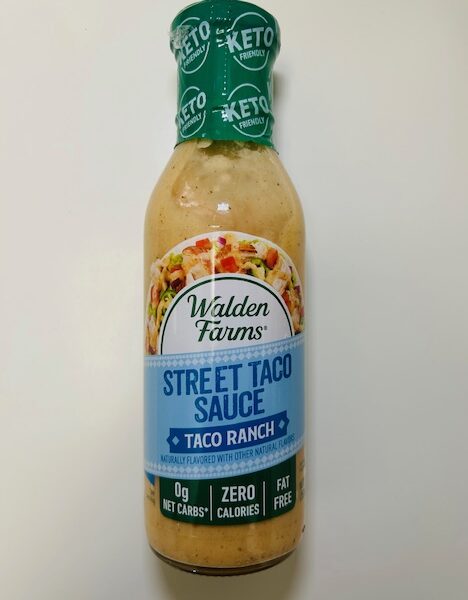 KETO
FRIENDLY
KETO
FRIENDLY
KETO
FRIENDLY
KETO
FRIENDLY
Walden
Farms®
STREET TACO
SAUCE
TACO RANCH
NATURALLY FLAVORED WITH OTHER NATURAL FLAVORS
0g
NET CARBS*
ZERO
CALORIES
FAT
FREE